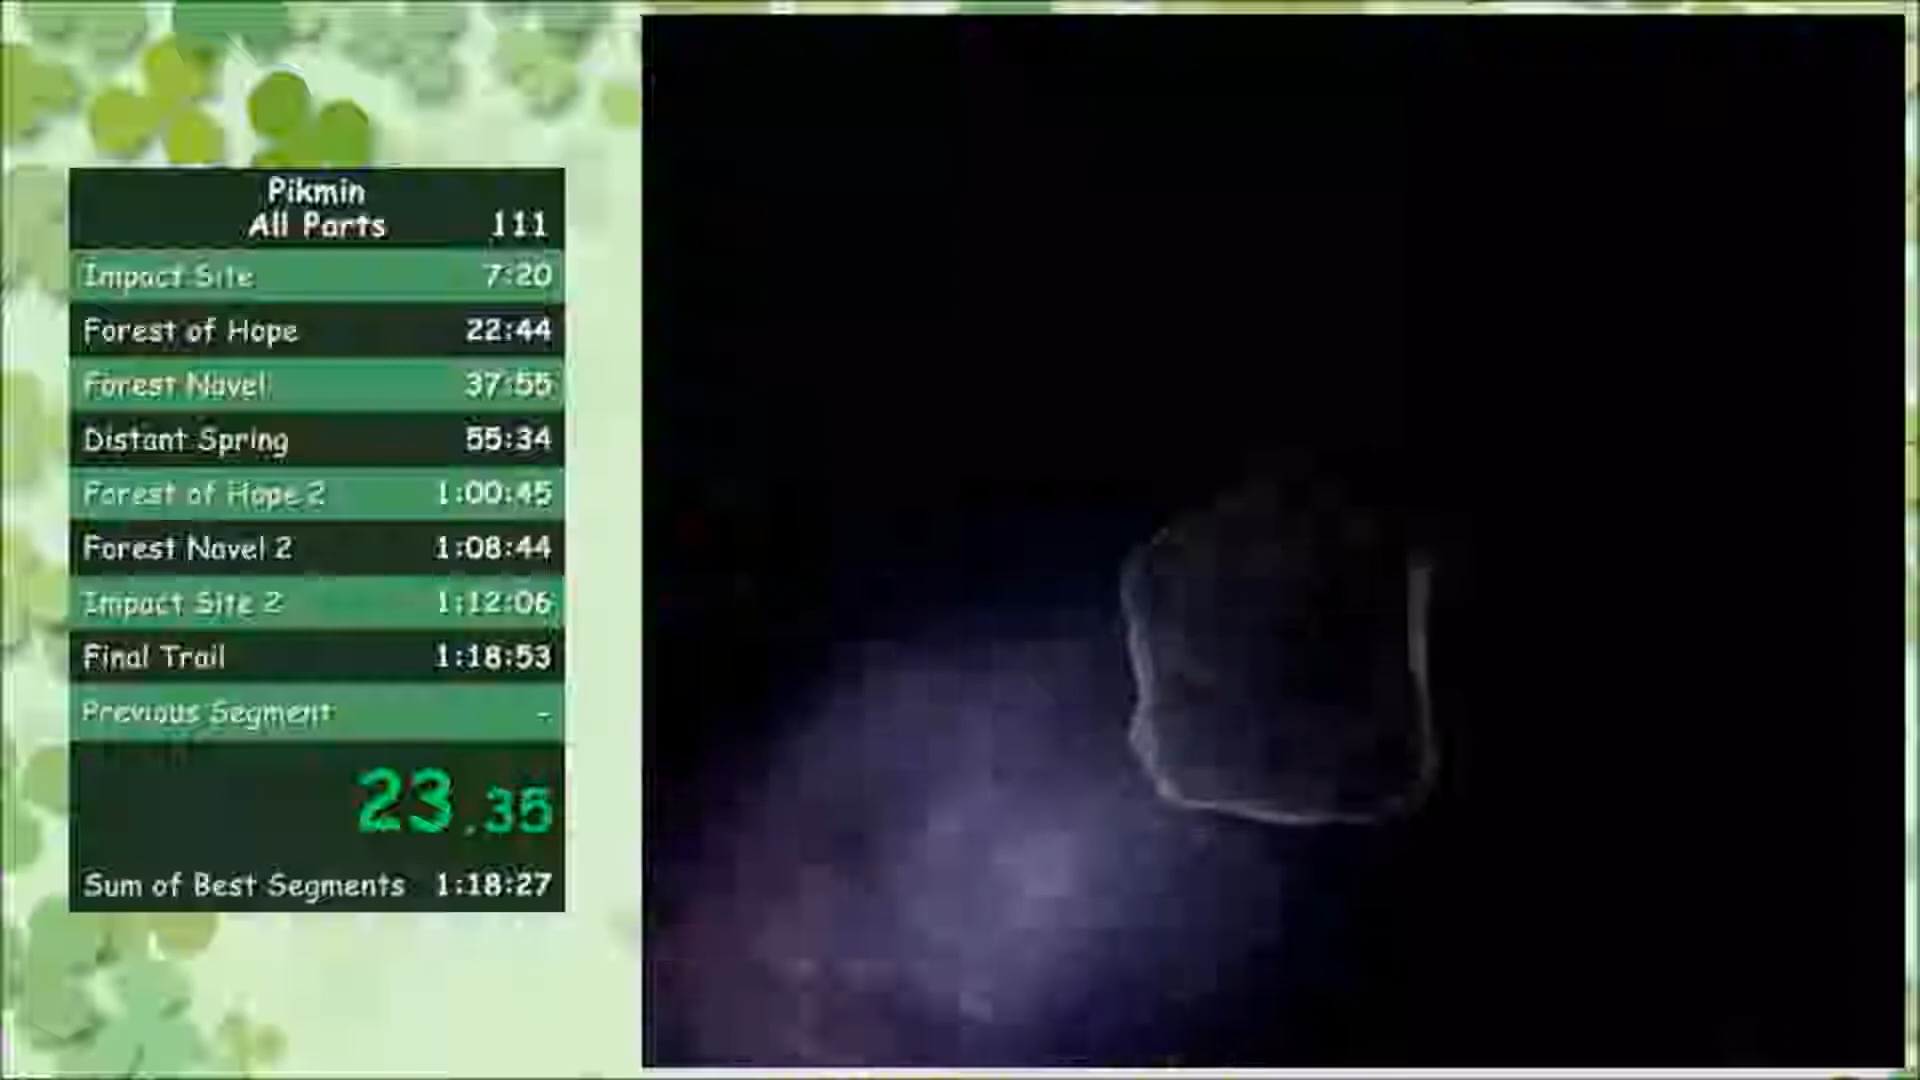 Pikmin
All Parts 111
Impact Site 7:20
Forest of Hope 22:44
Forest Navel 37:55
Distant Spring 55:34
Forest of Hope 2 1:00:45
Forest Navel 2 1:08:44
Impact Site 2 1:12:06
Final Trail 1:18:53
Previous Segment -
23.35
Sum of Best Segments 1:18:27